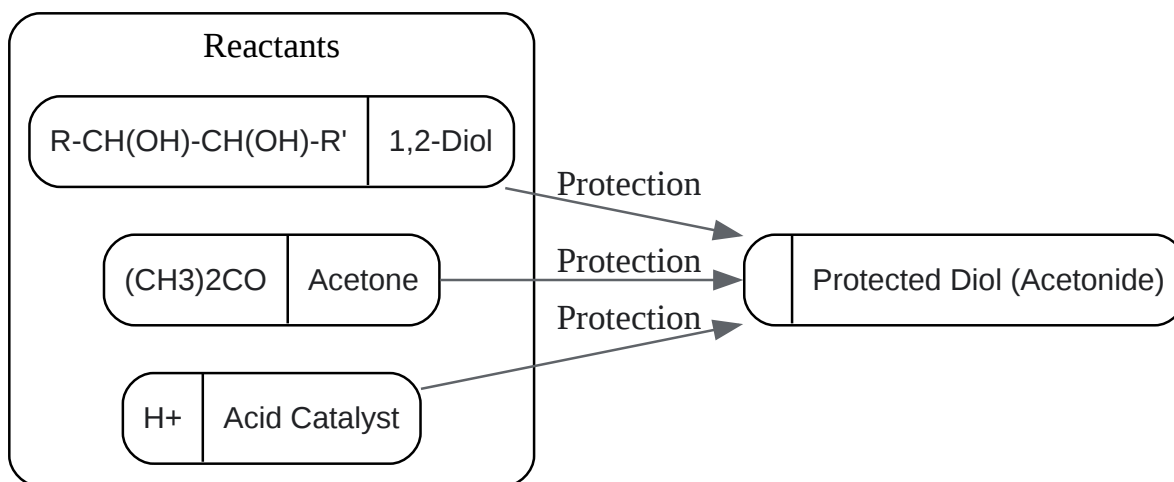 Reactants
R-CH(OH)-CH(OH)-R' 1,2-Diol
Protection
(CH3)2CO Acetone
Protection
Protected Diol (Acetonide)
Protection
H+ Acid Catalyst